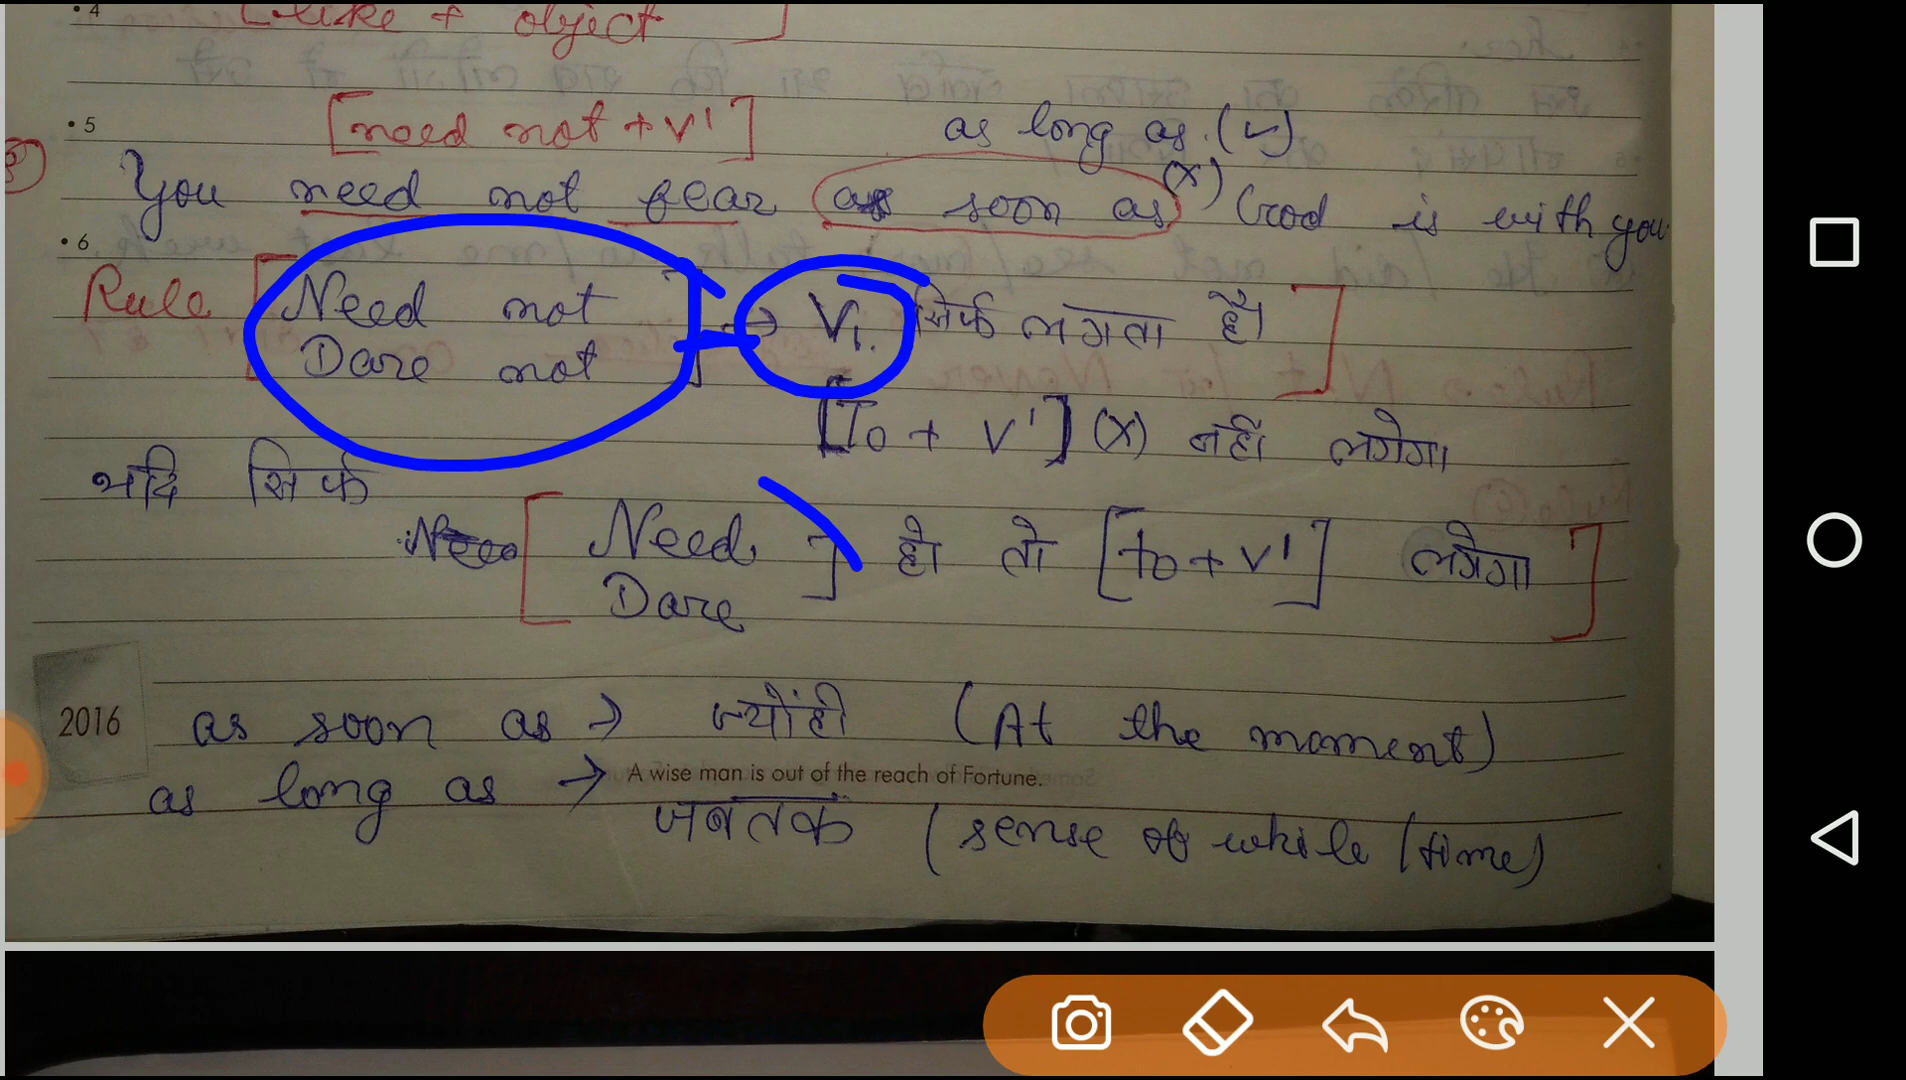 • 4 [like + object]
• 5 [need not + V¹] as long as (✓)
You need not fear as soon as (x) God is with you.
• 6
Rule [Need not
Dare not] → V₁. सिर्फ लगता है।]
[To + V¹] (x) नहीं लगेगा।
यदि सिर्फ
[Need
Dare] हो तो [to + V¹] लगेगा]
2016 as soon as → ज्योंही (At the moment)
A wise man is out of the reach of Fortune.
as long as → जबतक (sense of while / time)